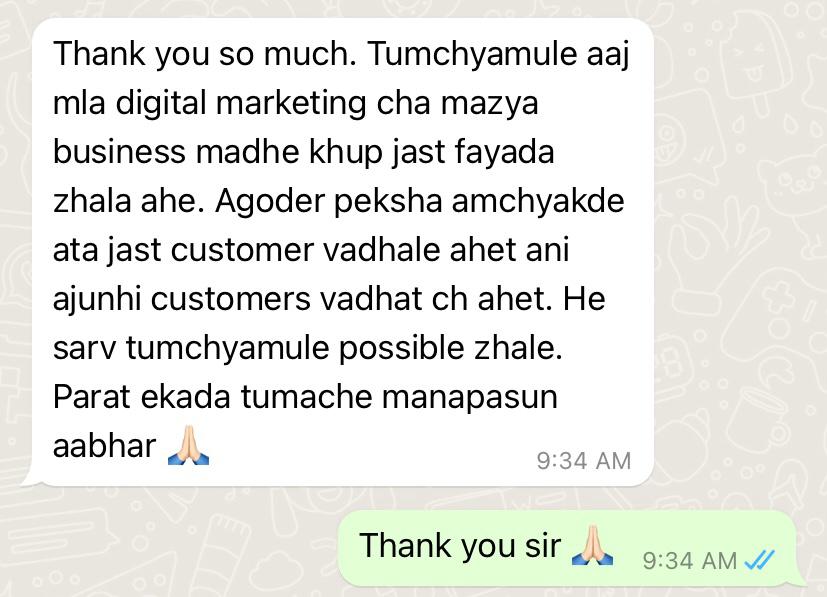 Thank you so much. Tumchyamule aaj
mla digital marketing cha mazya
business madhe khup jast fayada
zhala ahe. Agoder peksha amchyakde
ata jast customer vadhale ahet ani
ajunhi customers vadhat ch ahet. He
sarv tumchyamule possible zhale.
Parat ekada tumache manapasun
aabhar 🙏🏻
9:34 AM
Thank you sir 🙏🏻 9:34 AM